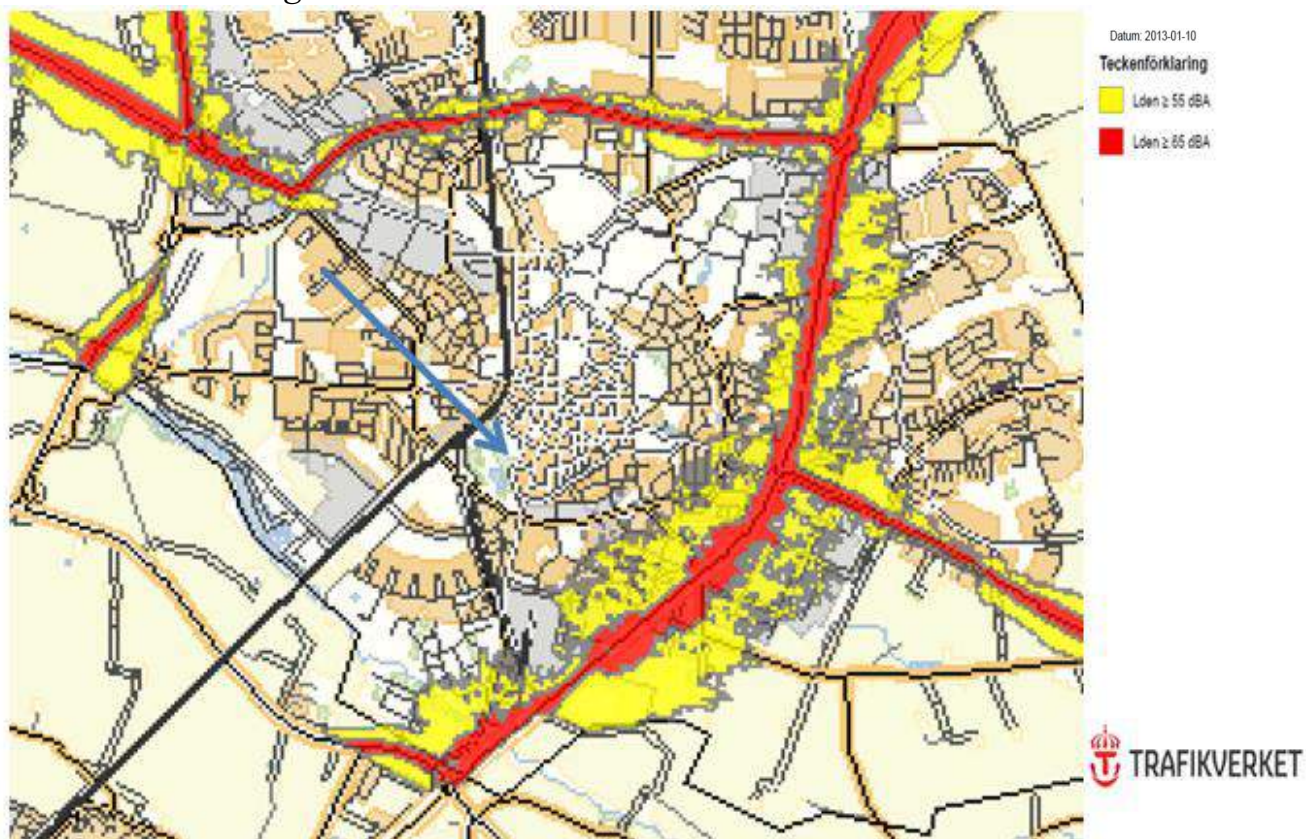 Datum: 2013-01-10
Teckenförklaring
Lden ≥ 55 dBA
Lden ≥ 65 dBA
TRAFIKVERKET